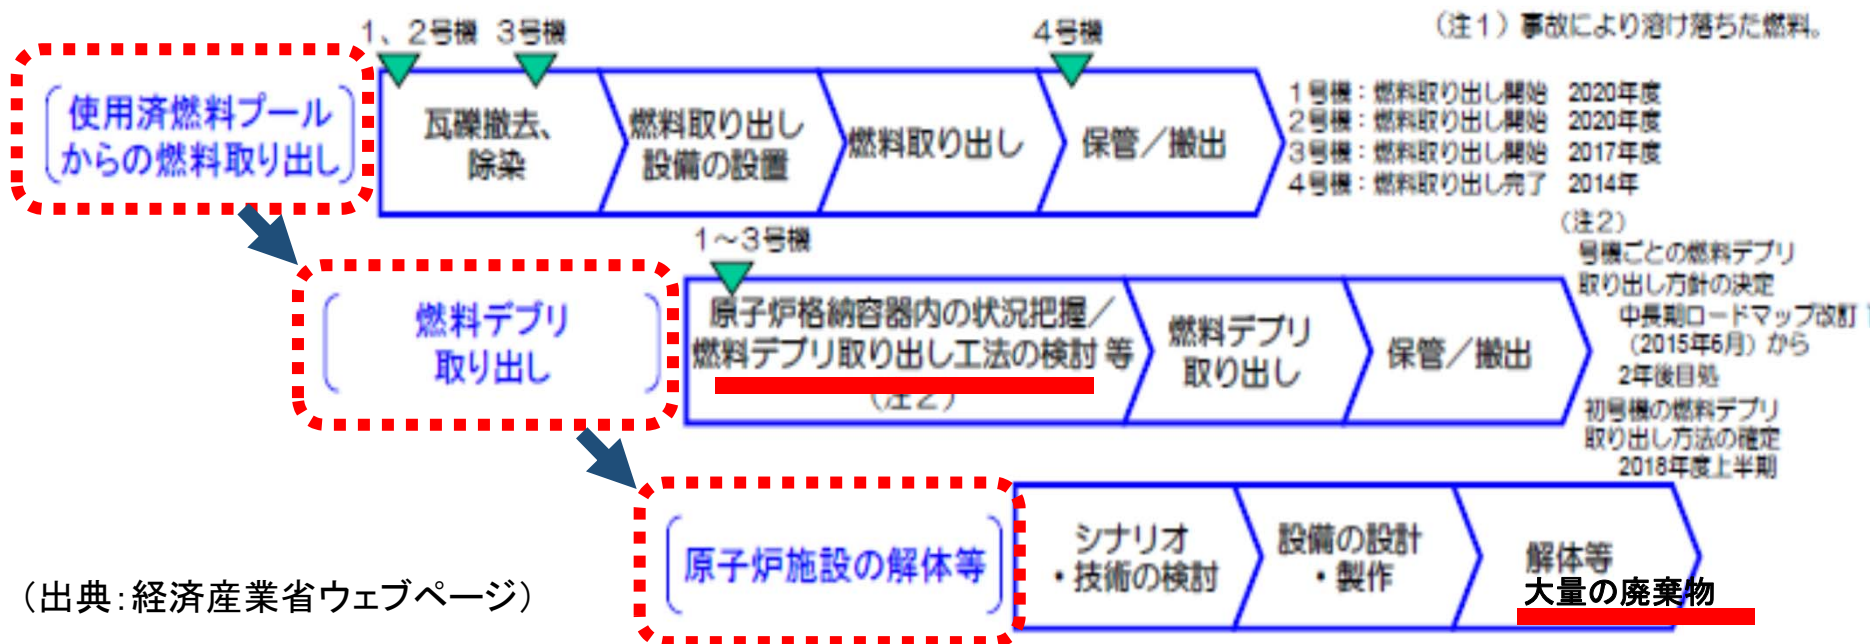 1、2号機 3号機
4号機
（注1）事故により溶け落ちた燃料。
使用済燃料プール
からの燃料取り出し
瓦礫撤去、
除染
燃料取り出し
設備の設置
燃料取り出し
保管／搬出
1号機：燃料取り出し開始 2020年度
2号機：燃料取り出し開始 2020年度
3号機：燃料取り出し開始 2017年度
4号機：燃料取り出し完了 2014年
1～3号機
燃料デブリ
取り出し
原子炉格納容器内の状況把握／
燃料デブリ取り出し工法の検討 等
（注2）
燃料デブリ
取り出し
保管／搬出
（注2）
号機ごとの燃料デブリ
取り出し方針の決定
中長期ロードマップ改訂
（2015年6月）から
2年後目処
初号機の燃料デブリ
取り出し方法の確定
2018年度上半期
原子炉施設の解体等
シナリオ
・技術の検討
設備の設計
・製作
解体等
大量の廃棄物
（出典：経済産業省ウェブページ）